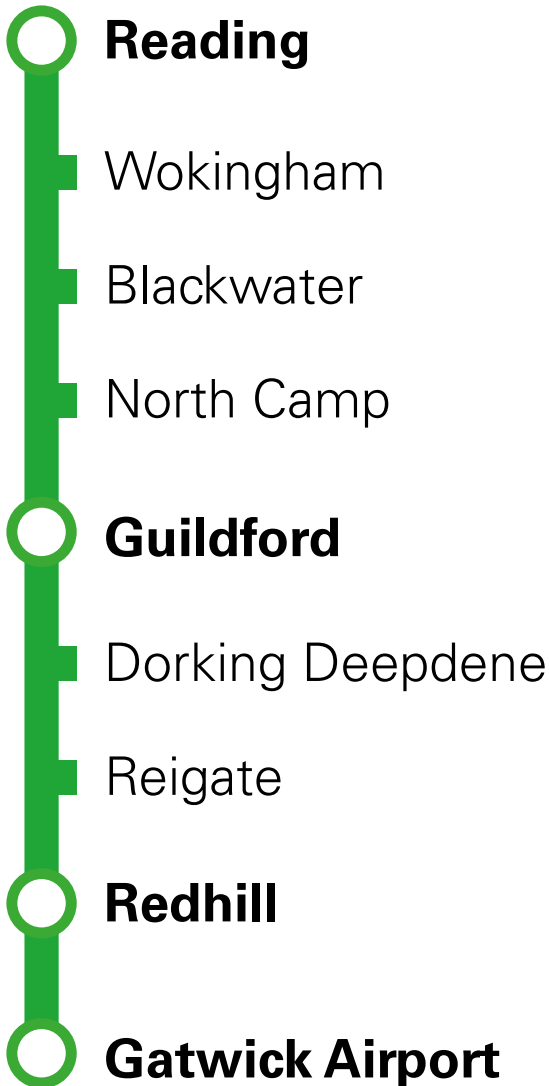 Reading
Wokingham
Blackwater
North Camp
Guildford
Dorking Deepdene
Reigate
Redhill
Gatwick Airport